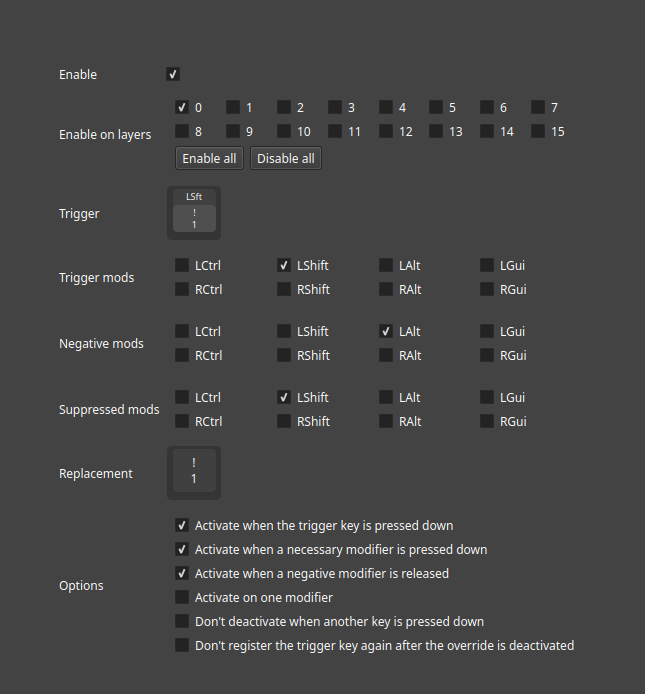 Enable
0 1 2 3 4 5 6 7
Enable on layers
8 9 10 11 12 13 14 15
Enable all Disable all
LSft
Trigger
!
1
Trigger mods
LCtrl LShift LAlt LGui
RCtrl RShift RAlt RGui
Negative mods
LCtrl LShift LAlt LGui
RCtrl RShift RAlt RGui
Suppressed mods
LCtrl LShift LAlt LGui
RCtrl RShift RAlt RGui
Replacement
!
1
Options
Activate when the trigger key is pressed down
Activate when a necessary modifier is pressed down
Activate when a negative modifier is released
Activate on one modifier
Don't deactivate when another key is pressed down
Don't register the trigger key again after the override is deactivated